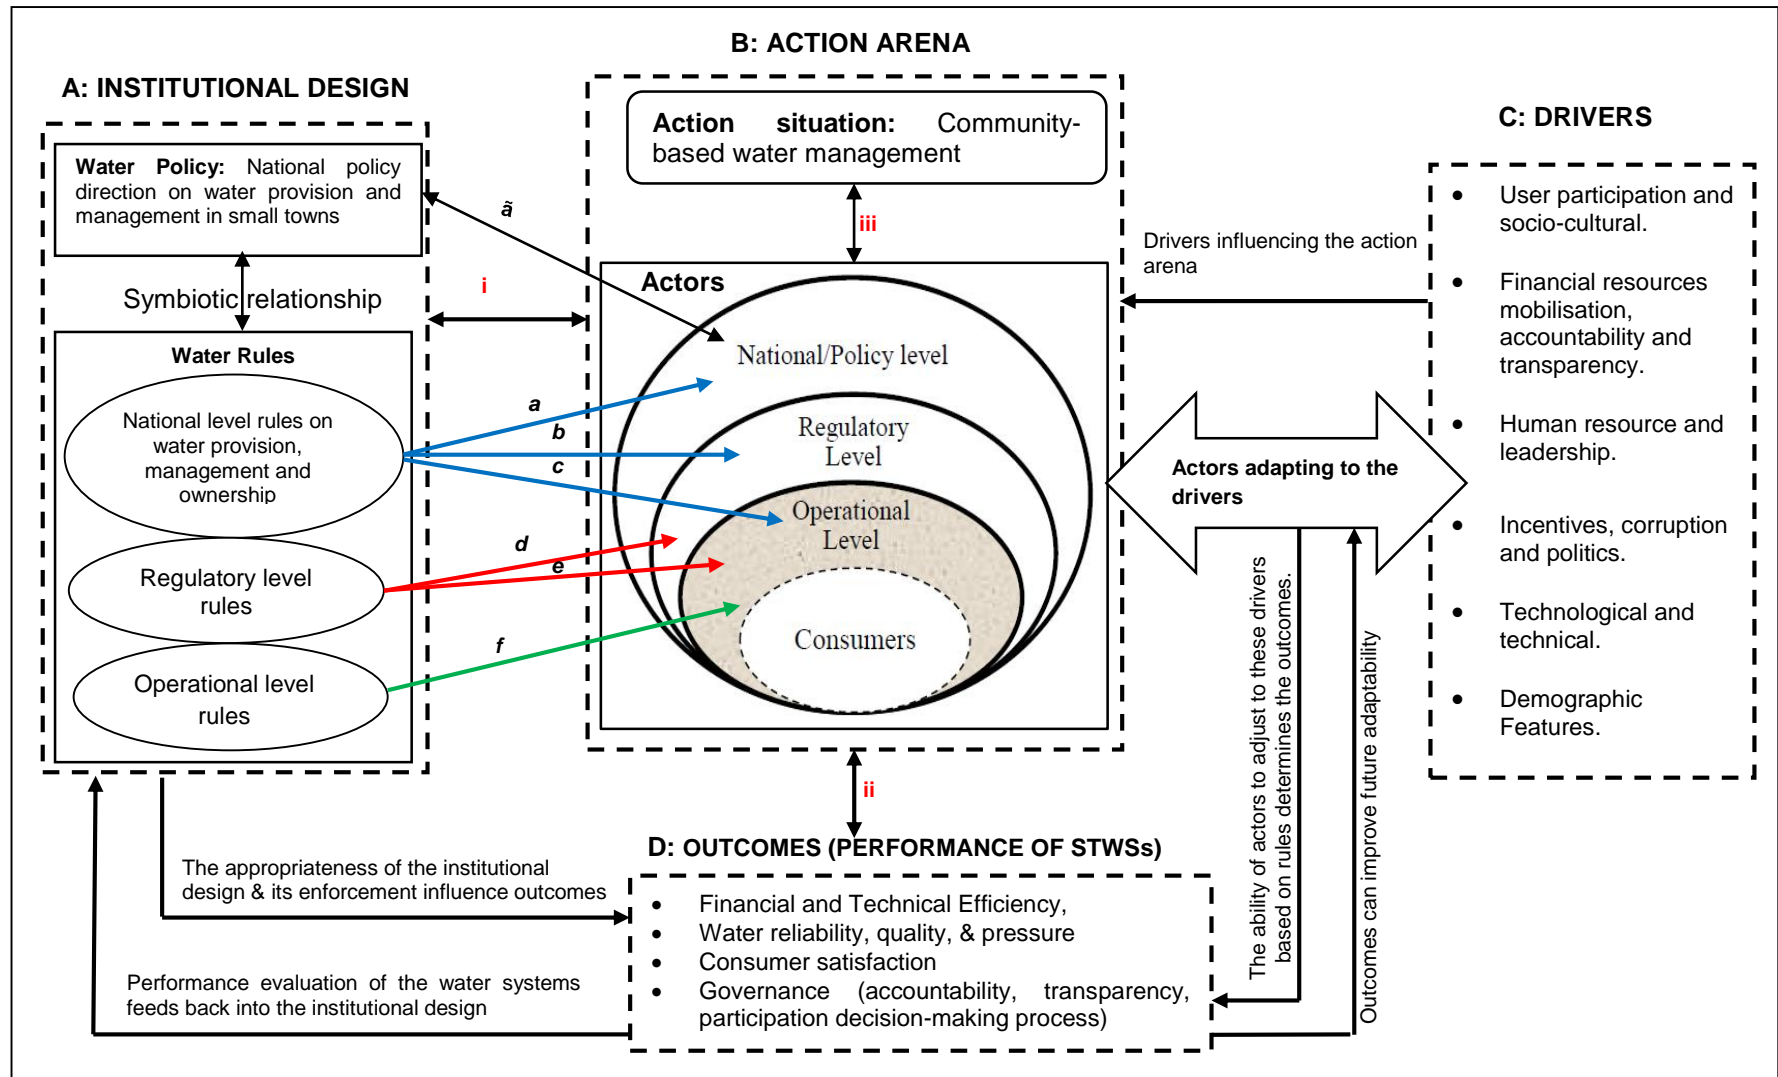 B: ACTION ARENA
A: INSTITUTIONAL DESIGN
C: DRIVERS
Water Policy: National policy
direction on water provision and
management in small towns
Symbiotic relationship
Water Rules
National level rules on
water provision,
management and
ownership
Regulatory level
rules
Operational level
rules
ã
i
a
b
c
d
e
f
Action situation: Community-
based water management
iii
Actors
National/Policy level
Regulatory
Level
Operational
Level
Consumers
ii
Drivers influencing the action
arena
Actors adapting to the
drivers
• User participation and
socio-cultural.
• Financial resources
mobilisation,
accountability and
transparency.
• Human resource and
leadership.
• Incentives, corruption
and politics.
• Technological and
technical.
• Demographic
Features.
The ability of actors to adjust to these drivers
based on rules determines the outcomes.
Outcomes can improve future adaptability
The appropriateness of the institutional
design & its enforcement influence outcomes
Performance evaluation of the water systems
feeds back into the institutional design
D: OUTCOMES (PERFORMANCE OF STWSs)
• Financial and Technical Efficiency,
• Water reliability, quality, & pressure
• Consumer satisfaction
• Governance (accountability, transparency,
participation decision-making process)